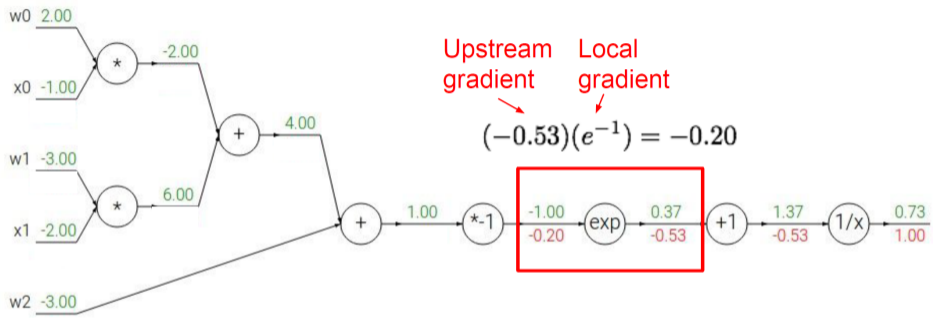 w0 2.00
-2.00
*
x0 -1.00
Upstream gradient
Local gradient
(−0.53)(e⁻¹) = −0.20
+
4.00
w1 -3.00
6.00
*
x1 -2.00
+
1.00
*-1
-1.00
-0.20
exp
0.37
-0.53
+1
1.37
-0.53
1/x
0.73
1.00
w2 -3.00